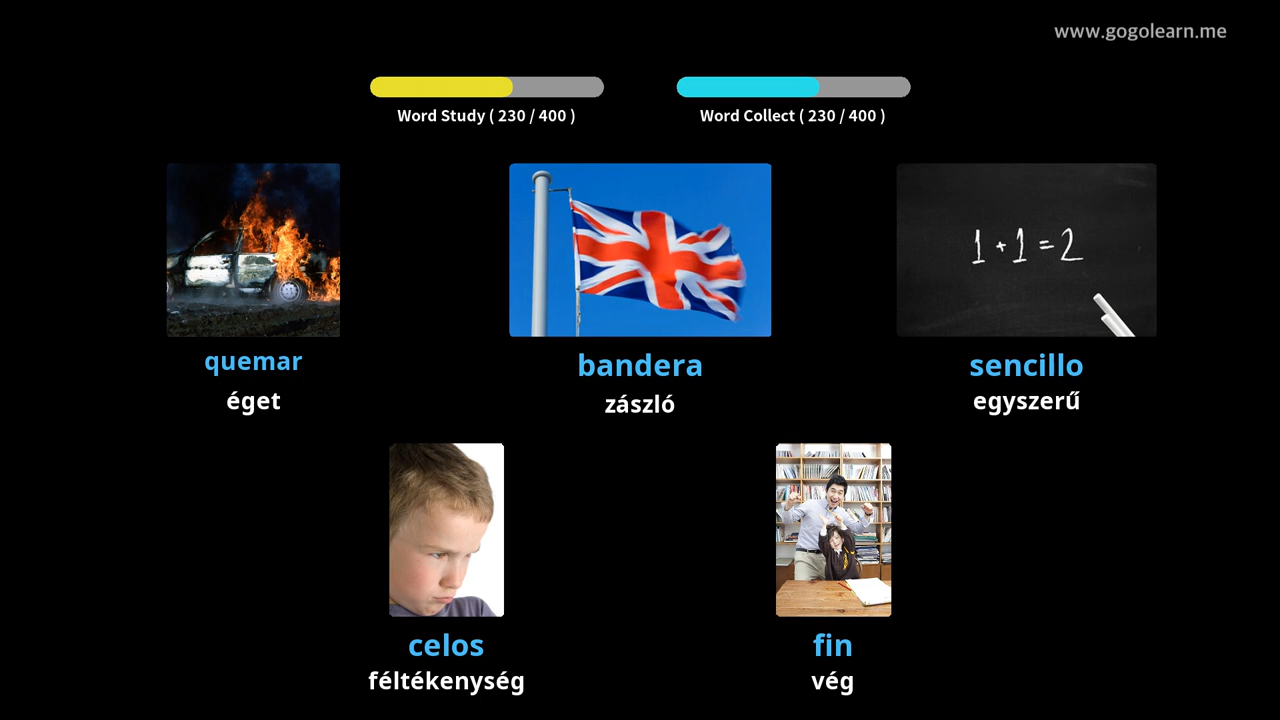 www.gogolearn.me
Word Study ( 230 / 400 )
Word Collect ( 230 / 400 )
1 + 1 = 2
quemar
éget
bandera
zászló
sencillo
egyszerű
celos
féltékenység
fin
vég